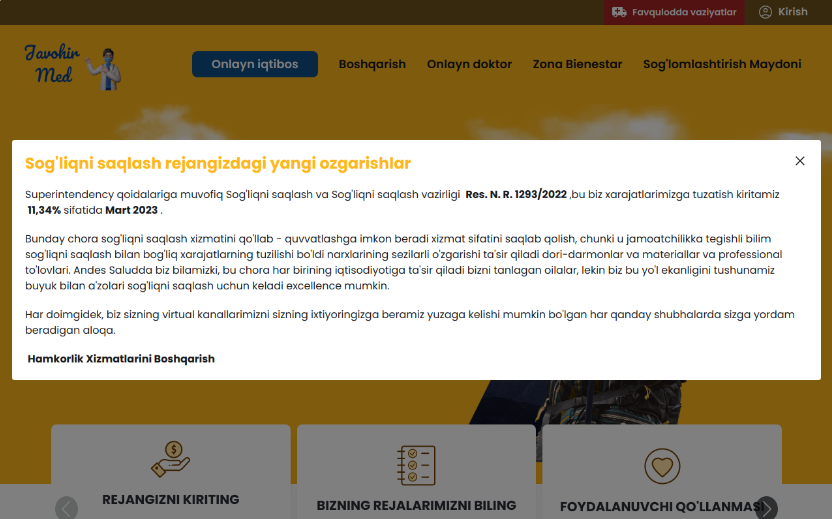 Favqulodda vaziyatlar
Kirish
Javohir
Med
Onlayn iqtibos
Boshqarish
Onlayn doktor
Zona Bienestar
Sog'lomlashtirish Maydoni
Sog'liqni saqlash rejangizdagi yangi ozgarishlar
Superintendency qoidalariga muvofiq Sog'liqni saqlash va Sog'liqni saqlash vazirligi Res. N. R. 1293/2022 ,bu biz xarajatlarimizga tuzatish kiritamiz
11,34% sifatida Mart 2023 .
Bunday chora sog'liqni saqlash xizmatini qo'llab - quvvatlashga imkon beradi xizmat sifatini saqlab qolish, chunki u jamoatchilikka tegishli bilim
sog'liqni saqlash bilan bog'liq xarajatlarning tuzilishi bo'ldi narxlarining sezilarli o'zgarishi ta'sir qiladi dori-darmonlar va materiallar va professional
to'lovlari. Andes Saludda biz bilamizki, bu chora har birining iqtisodiyotiga ta'sir qiladi bizni tanlagan oilalar, lekin biz bu yo'l ekanligini tushunamiz
buyuk bilan a'zolari sog'liqni saqlash uchun keladi excellence mumkin.
Har doimgidek, biz sizning virtual kanallarimizni sizning ixtiyoringizga beramiz yuzaga kelishi mumkin bo'lgan har qanday shubhalarda sizga yordam
beradigan aloqa.
Hamkorlik Xizmatlarini Boshqarish
REJANGIZNI KIRITING
BIZNING REJALARIMIZNI BILING
FOYDALANUVCHI QO'LLANMASI